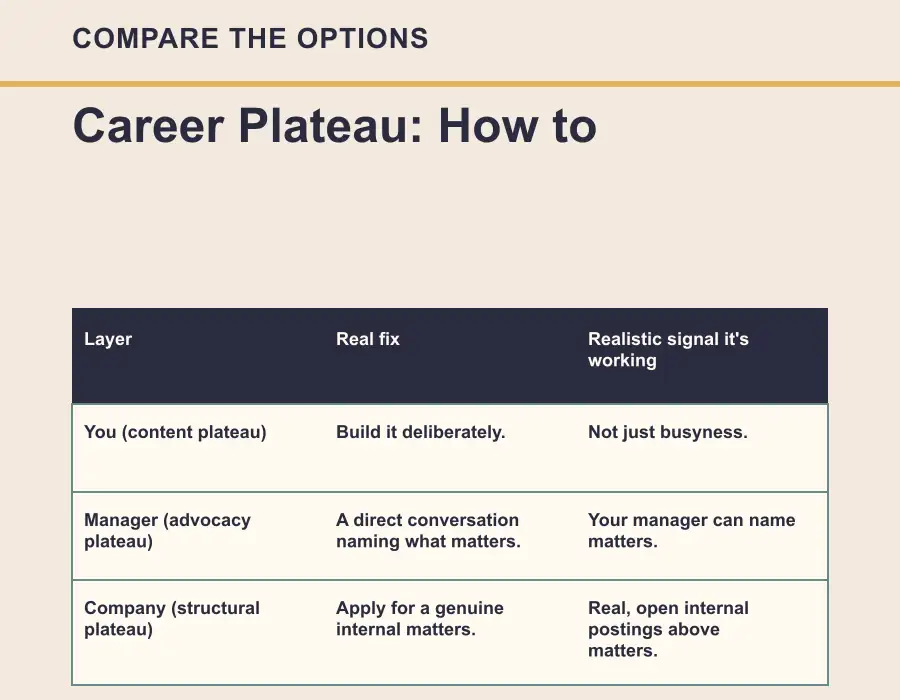 COMPARE THE OPTIONS
Career Plateau: How to
Layer
Real fix
Realistic signal it's
working
You (content plateau)
Build it deliberately.
Not just busyness.
Manager (advocacy
plateau)
A direct conversation
naming what matters.
Your manager can name
matters.
Company (structural
plateau)
Apply for a genuine
internal matters.
Real, open internal
postings above
matters.